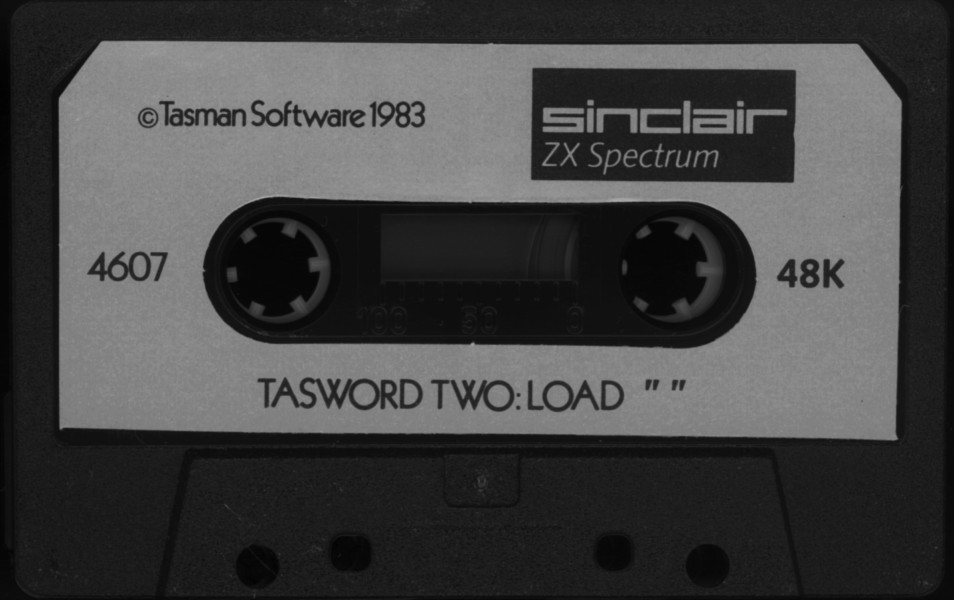 ©Tasman Software 1983
sinclair
ZX Spectrum
4607
48K
TASWORD TWO: LOAD " "